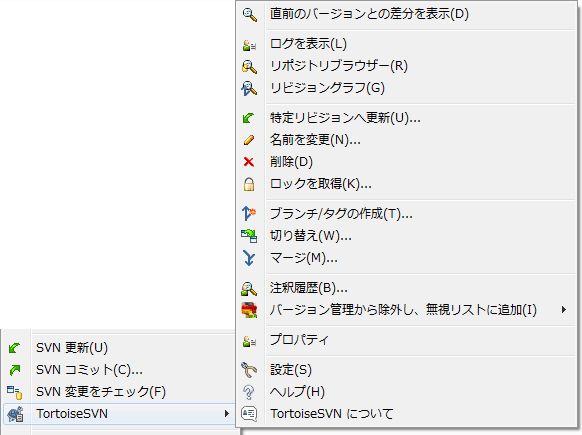 直前のバージョンとの差分を表示(D)
ログを表示(L)
リポジトリブラウザー(R)
リビジョングラフ(G)
特定リビジョンへ更新(U)...
名前を変更(N)...
削除(D)
ロックを取得(K)...
ブランチ/タグの作成(T)...
切り替え(W)...
マージ(M)...
注釈履歴(B)...
バージョン管理から除外し、無視リストに追加(I)
プロパティ
設定(S)
ヘルプ(H)
TortoiseSVN について
SVN 更新(U)
SVN コミット(C)...
SVN 変更をチェック(F)
TortoiseSVN